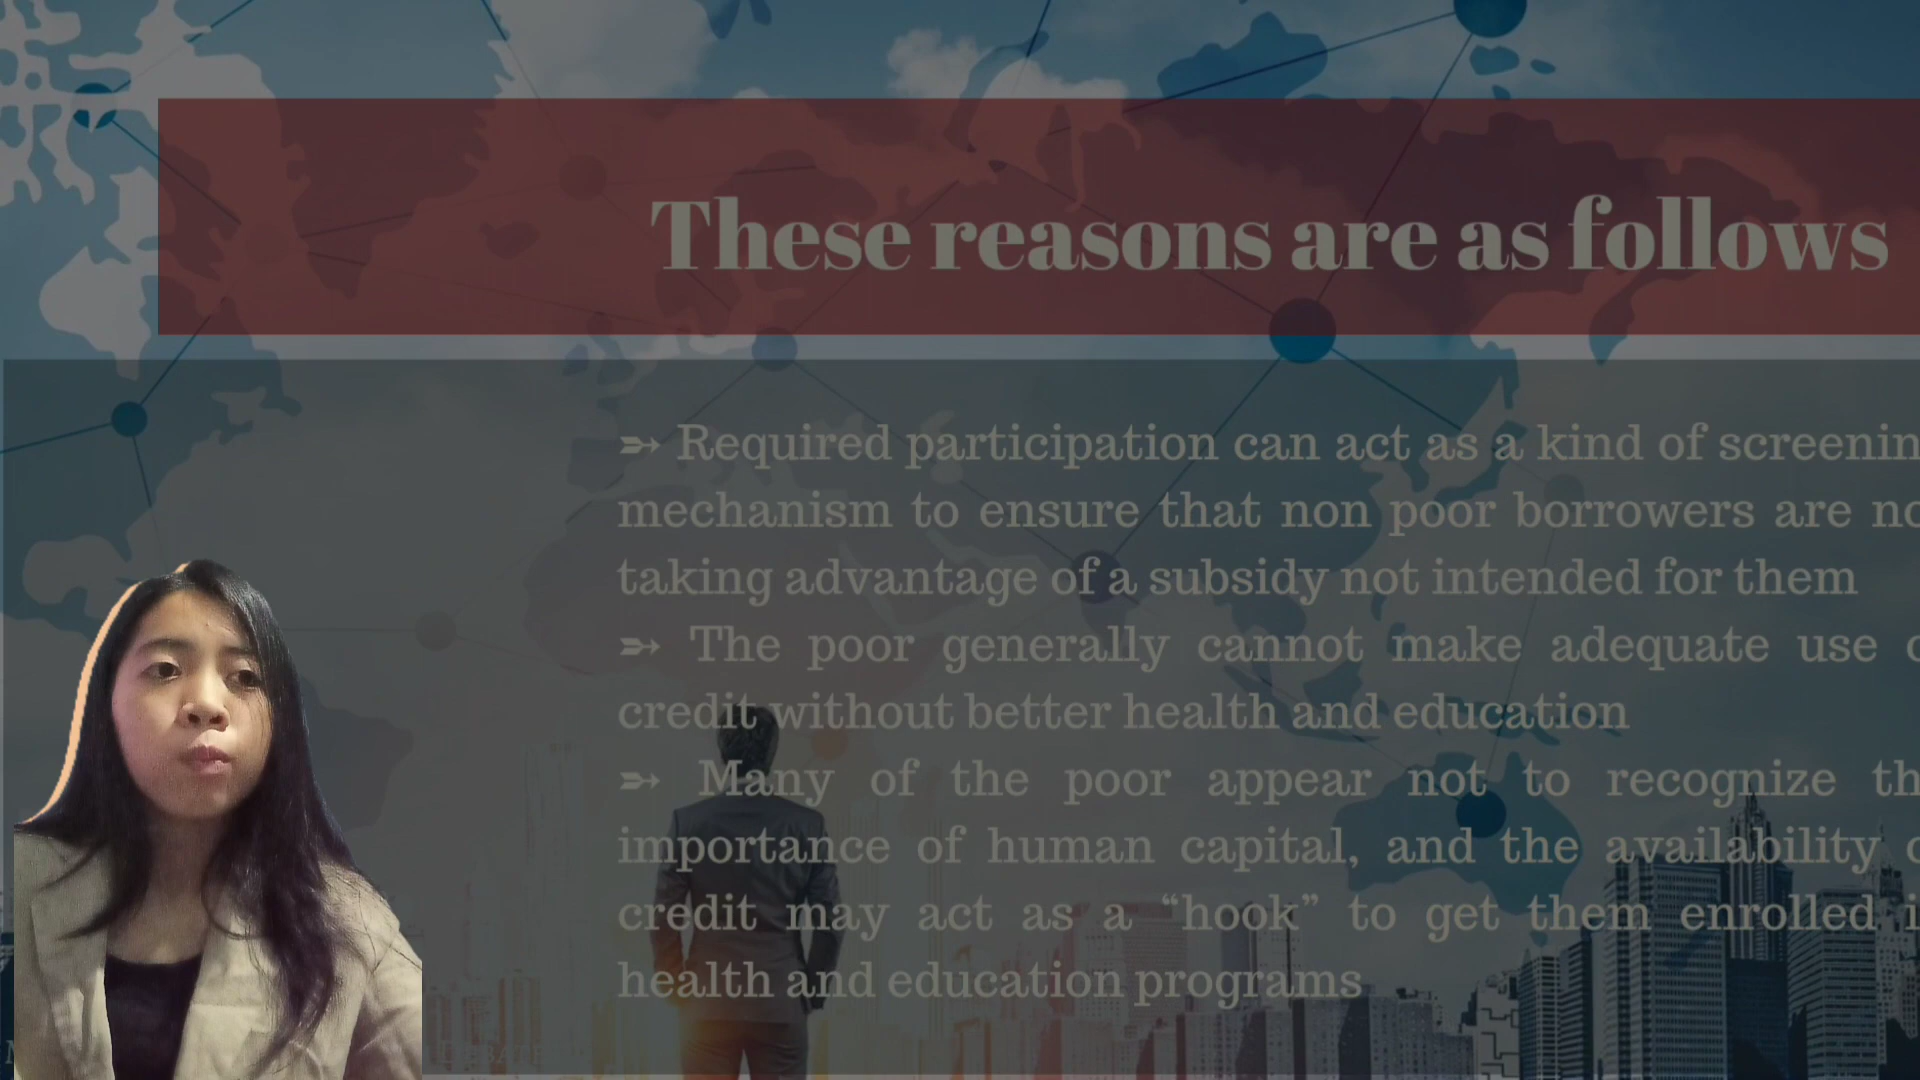 These reasons are as follows
➵ Required participation can act as a kind of screenin
mechanism to ensure that non poor borrowers are no
taking advantage of a subsidy not intended for them
➵ The poor generally cannot make adequate use o
credit without better health and education
➵ Many of the poor appear not to recognize th
importance of human capital, and the availability o
credit may act as a “hook” to get them enrolled i
health and education programs